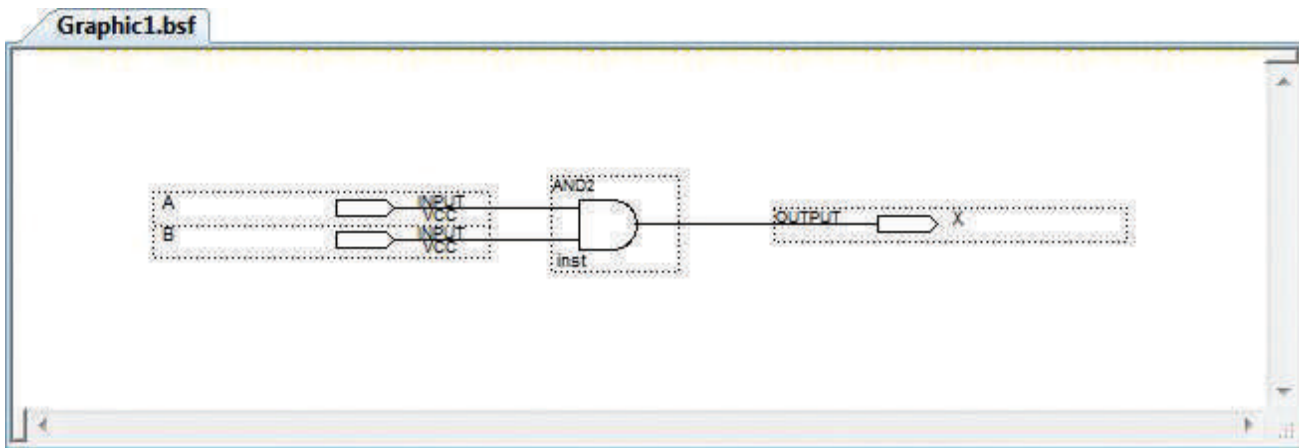 Graphic1.bsf
A
INPUT
VCC
B
INPUT
VCC
AND2
inst
OUTPUT
X